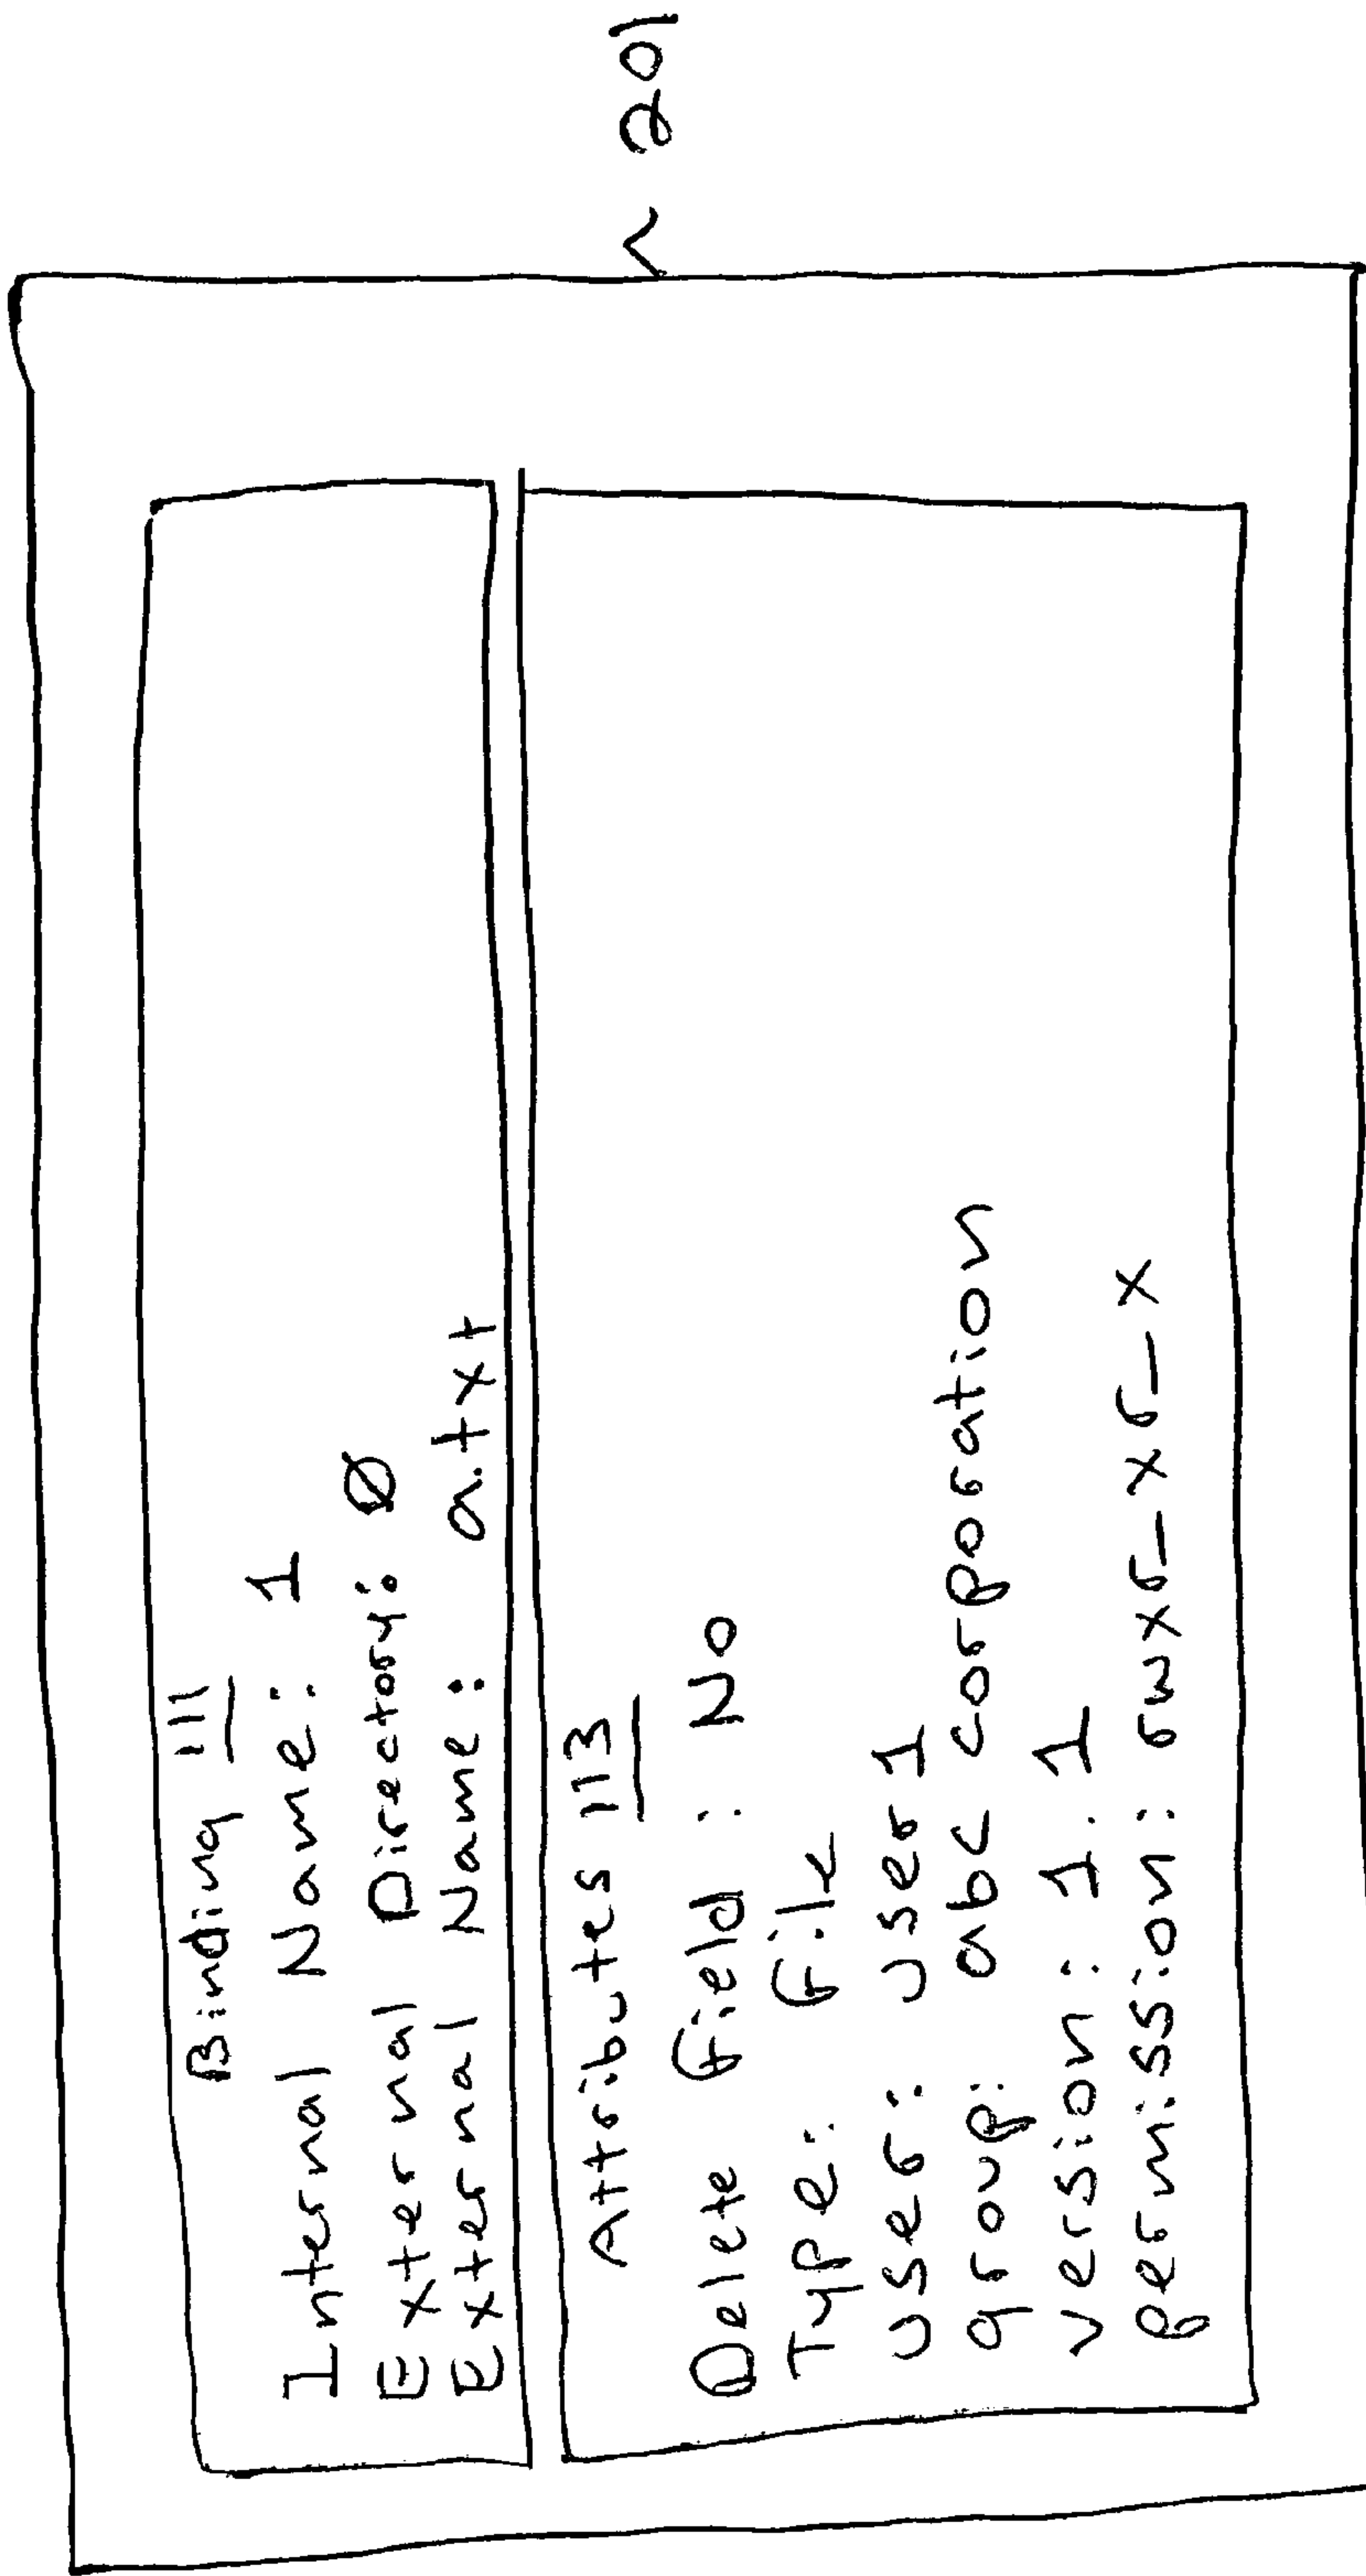 Binding 111
Internal Name: 1
External Directory: Ø
External Name: a.txt
Attributes 113
Delete field: No
Type: file
user: user1
group: abc corporation
version: 1.1
permission: rwxr-xr-x
201